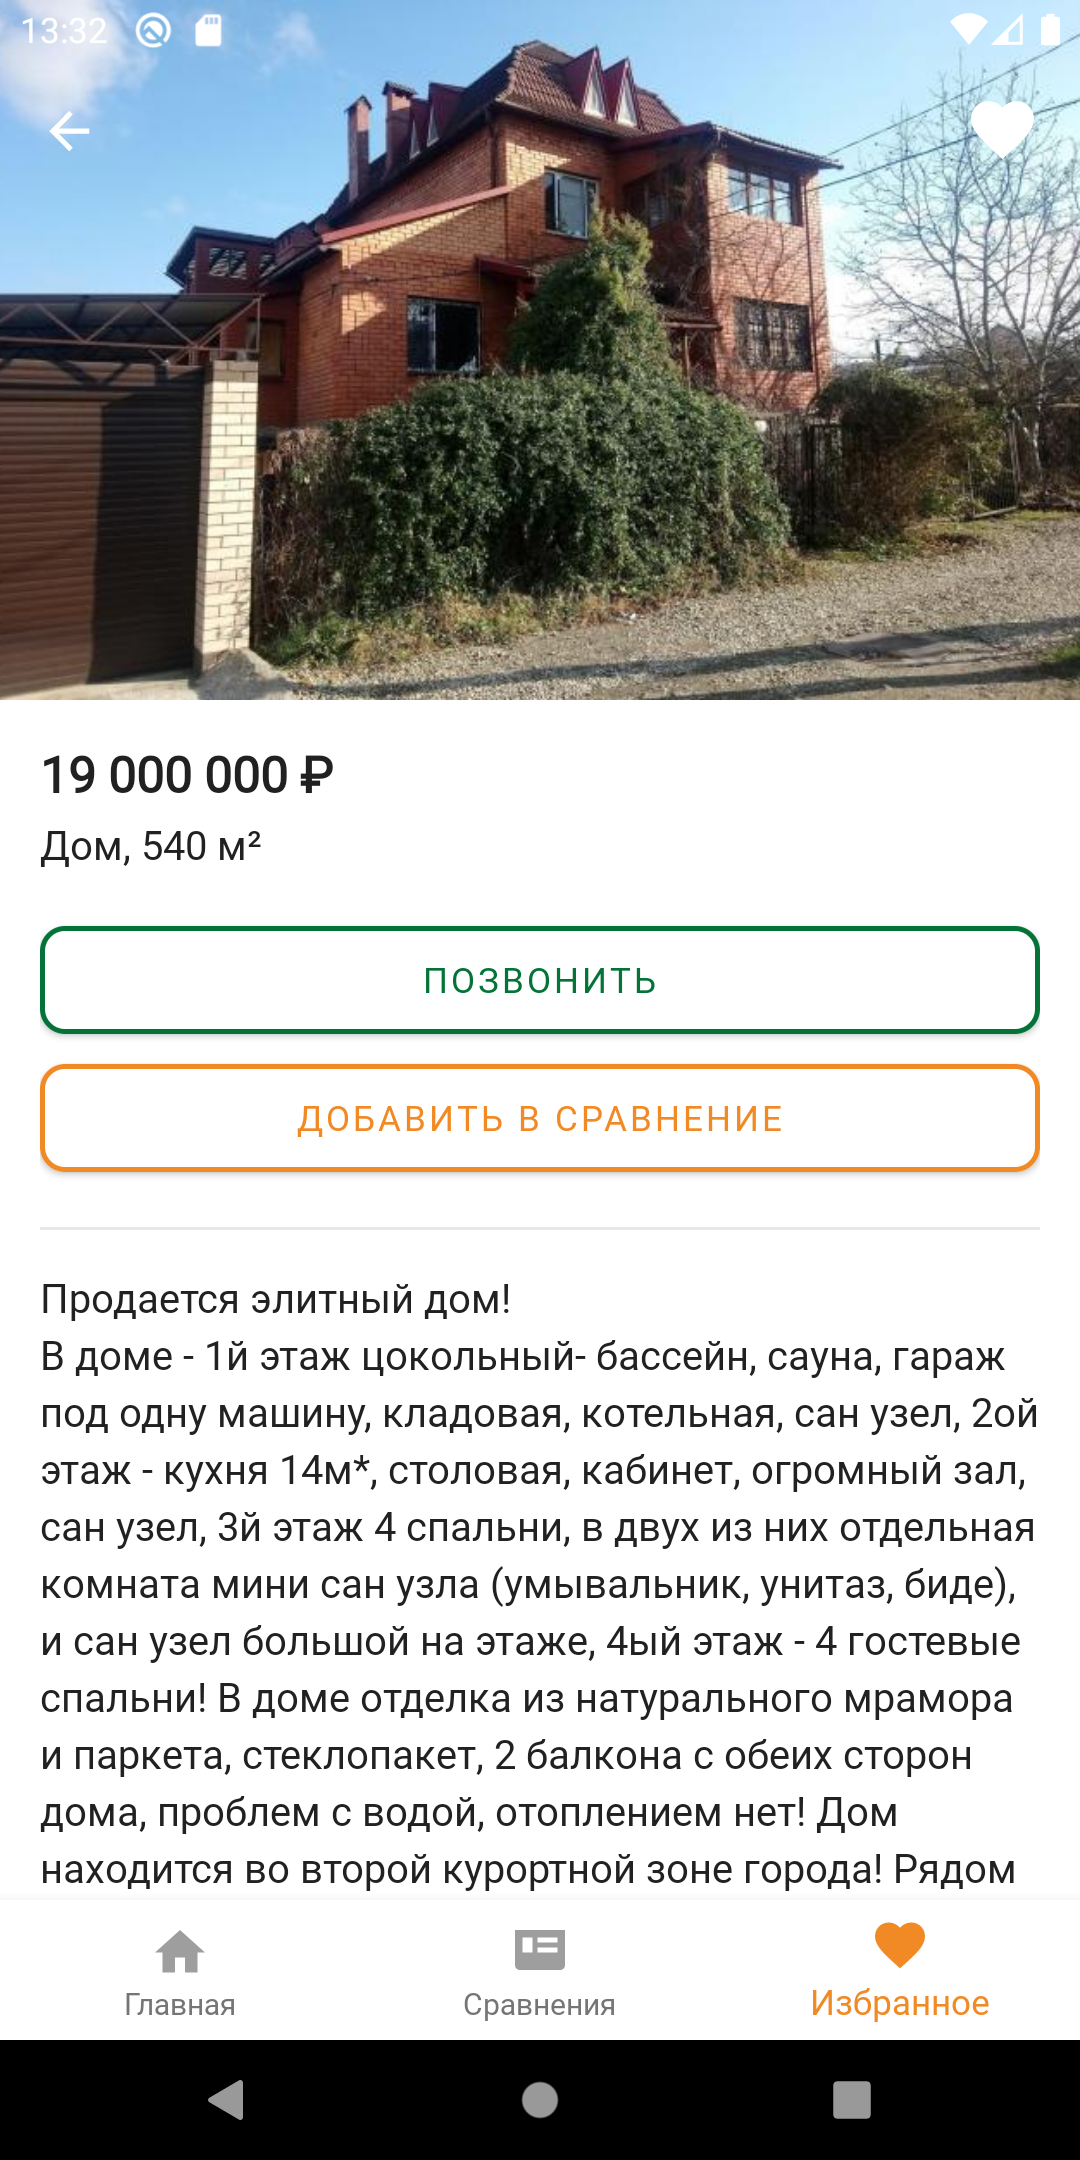 13:32
19 000 000 ₽
Дом, 540 м²
ПОЗВОНИТЬ
ДОБАВИТЬ В СРАВНЕНИЕ
Продается элитный дом!
В доме - 1й этаж цокольный- бассейн, сауна, гараж
под одну машину, кладовая, котельная, сан узел, 2ой
этаж - кухня 14м*, столовая, кабинет, огромный зал,
сан узел, 3й этаж 4 спальни, в двух из них отдельная
комната мини сан узла (умывальник, унитаз, биде),
и сан узел большой на этаже, 4ый этаж - 4 гостевые
спальни! В доме отделка из натурального мрамора
и паркета, стеклопакет, 2 балкона с обеих сторон
дома, проблем с водой, отоплением нет! Дом
находится во второй курортной зоне города! Рядом
Главная
Сравнения
Избранное